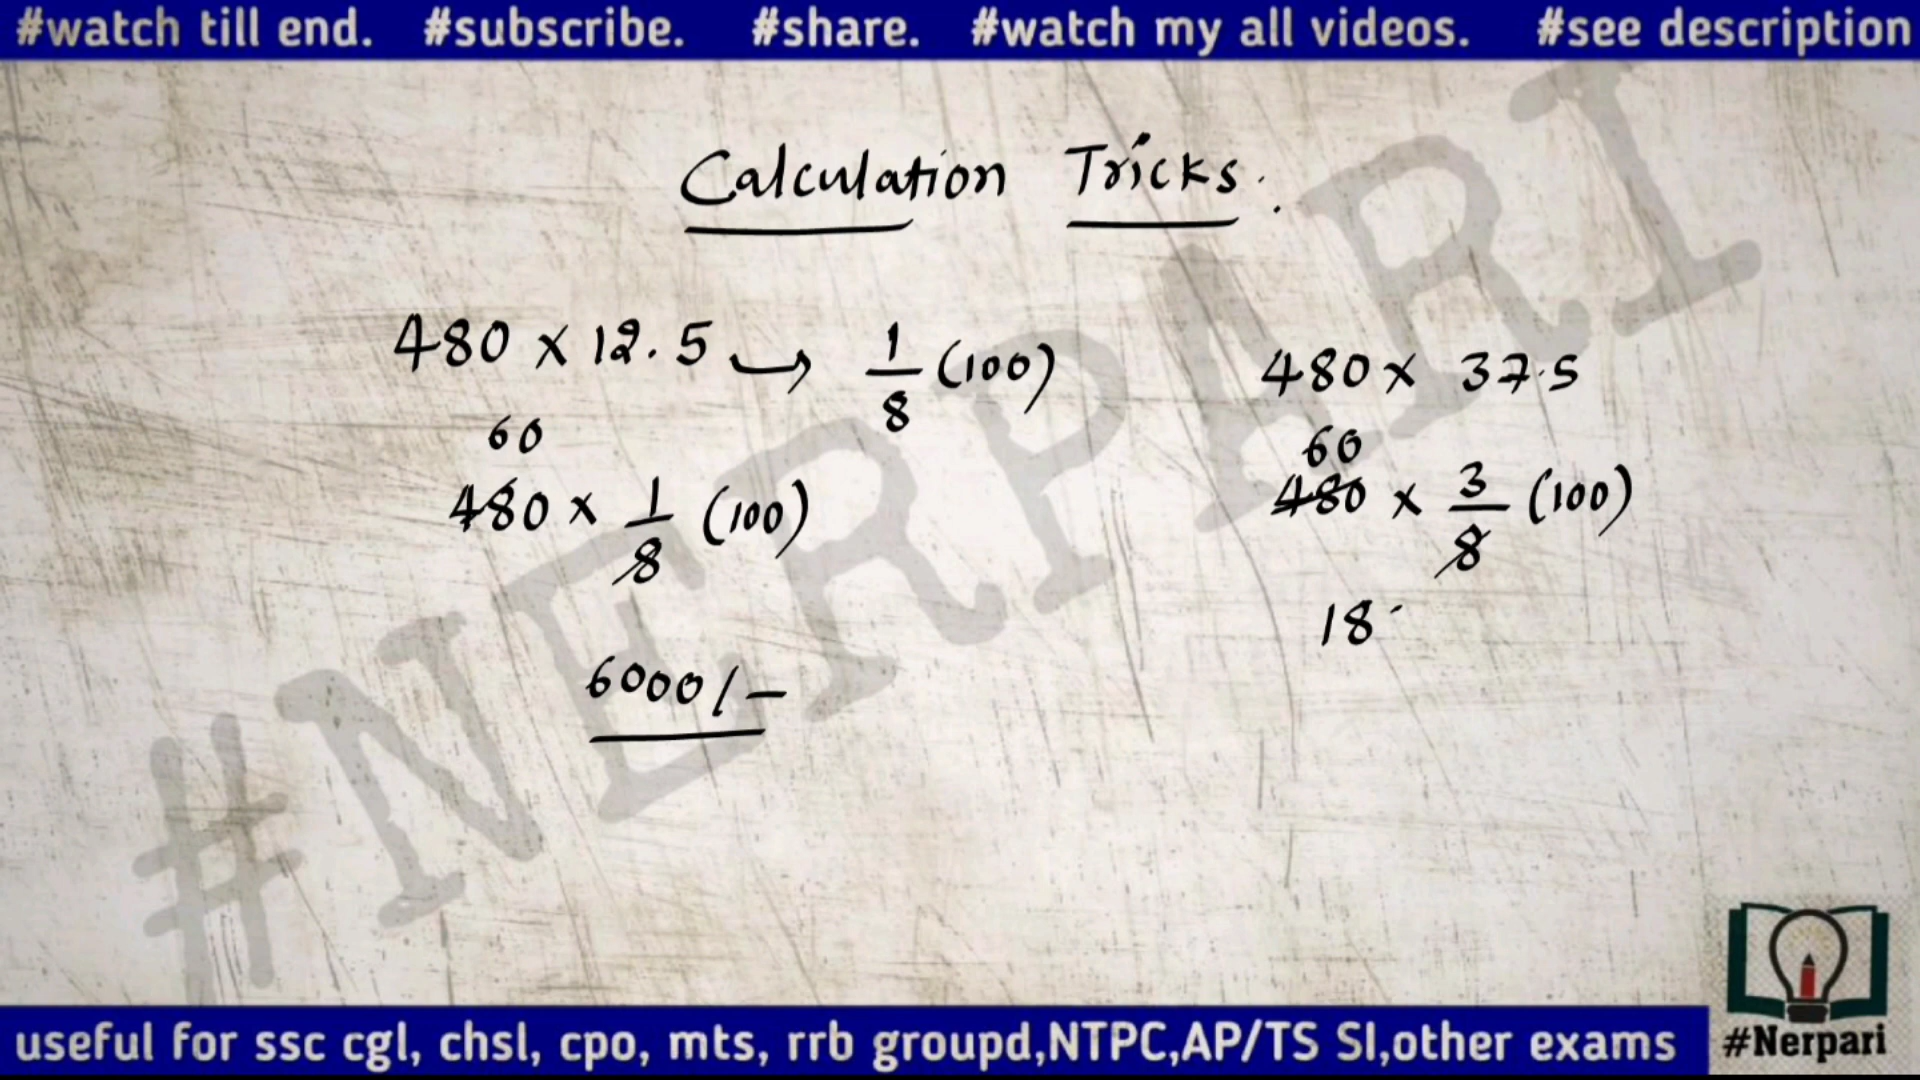 #watch till end. #subscribe. #share. #watch my all videos. #see description
Calculation Tricks.
480 x 12.5 → 1/8 (100)
60
480 x 1/8 (100)
6000/-
480 x 37.5
60
480 x 3/8 (100)
18
#NERPARI
useful for ssc cgl, chsl, cpo, mts, rrb groupd,NTPC,AP/TS SI,other exams
#Nerpari